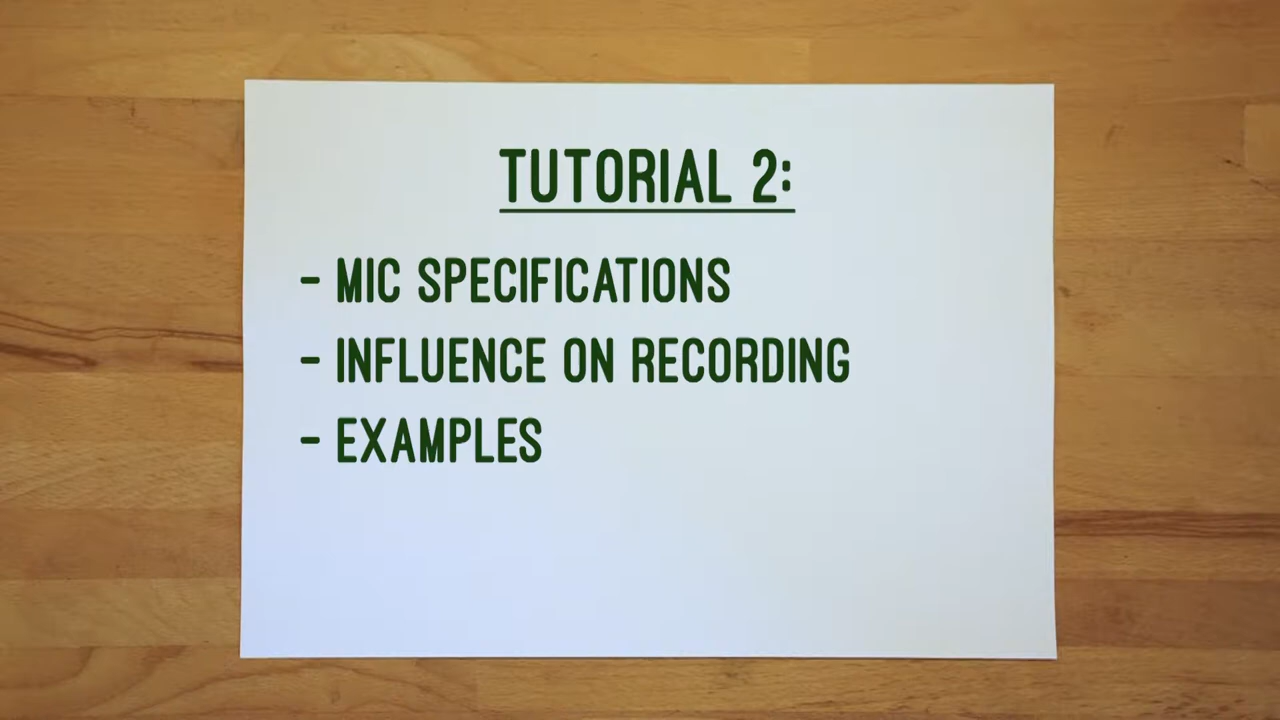 TUTORIAL 2:
- MIC SPECIFICATIONS
- INFLUENCE ON RECORDING
- EXAMPLES